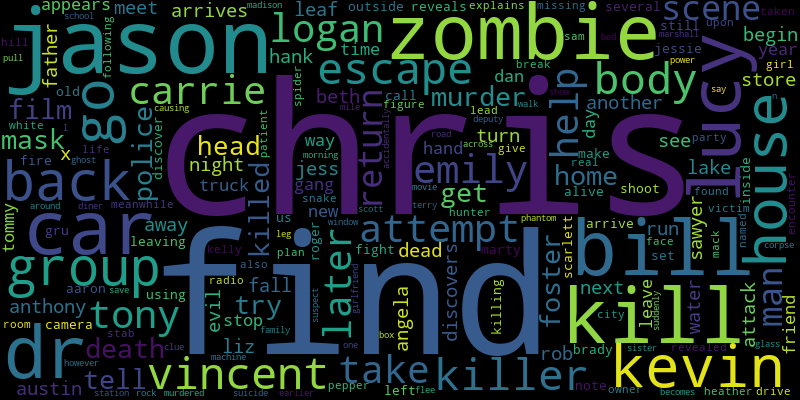 appears
school
meet
arrives
leaf
outside
reveals
explains
missing
several
upon
madison
taken
hill
pull
father
following
jason
go
logan
hank
time
zombie
scene
still
begin
year
girl
store
old
carrie
beth
spider
escape
dan
sam
call
break
body
jessie
marshall
power
bed
say
lucy
film
police
murder
figure
lead
deputy
walk
help
another
mask
white
causing
patient
mile
return
accidentally
chris
head
night
way
turn
hand
road
across
give
day
make
see
party
house
x
l
life
discover
morning
jess
emily
show
real
lake
found
inside
n
fire
ghost
truck
killed
gang
snake
us
new
get
movie
home
alive
shoot
victim
encounter
back
tommy
around
diner
meanwhile
car
gru
away
leaving
leg
plan
roger
window
scott
terry
attempt
hunter
phantom
arrive
run
named
mack
corpse
bill
sawyer
man
group
kelly
also
find
later
fight
dead
marty
scarlett
face
set
aaron
save
using
radio
evil
fall
suspect
girlfriend
angela
discovers
killing
foster
next
leave
suddenly
water
attack
friend
anthony
tony
try
stop
family
kill
city
room
camera
stab
dr
death
clue
liz
one
box
rob
brady
revealed
sister
glass
however
machine
vincent
take
killer
kevin
austin
tell
pepper
left
flee
note
owner
becomes
heather
drive
station
rock
murdered
suicide
earlier